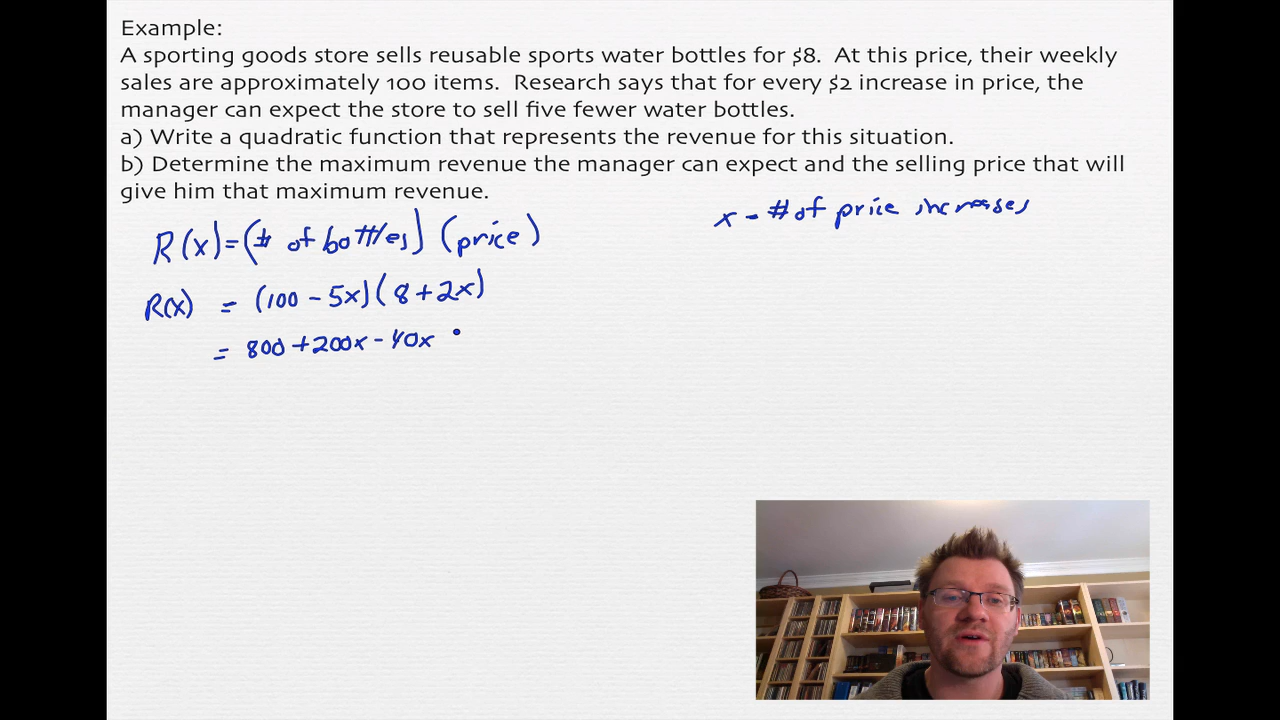 Example:
A sporting goods store sells reusable sports water bottles for $8. At this price, their weekly
sales are approximately 100 items. Research says that for every $2 increase in price, the
manager can expect the store to sell five fewer water bottles.
a) Write a quadratic function that represents the revenue for this situation.
b) Determine the maximum revenue the manager can expect and the selling price that will
give him that maximum revenue.
x - # of price increases
R(x) = (# of bottles) (price)
R(x) = (100 - 5x)(8 + 2x)
= 800 + 200x - 40x